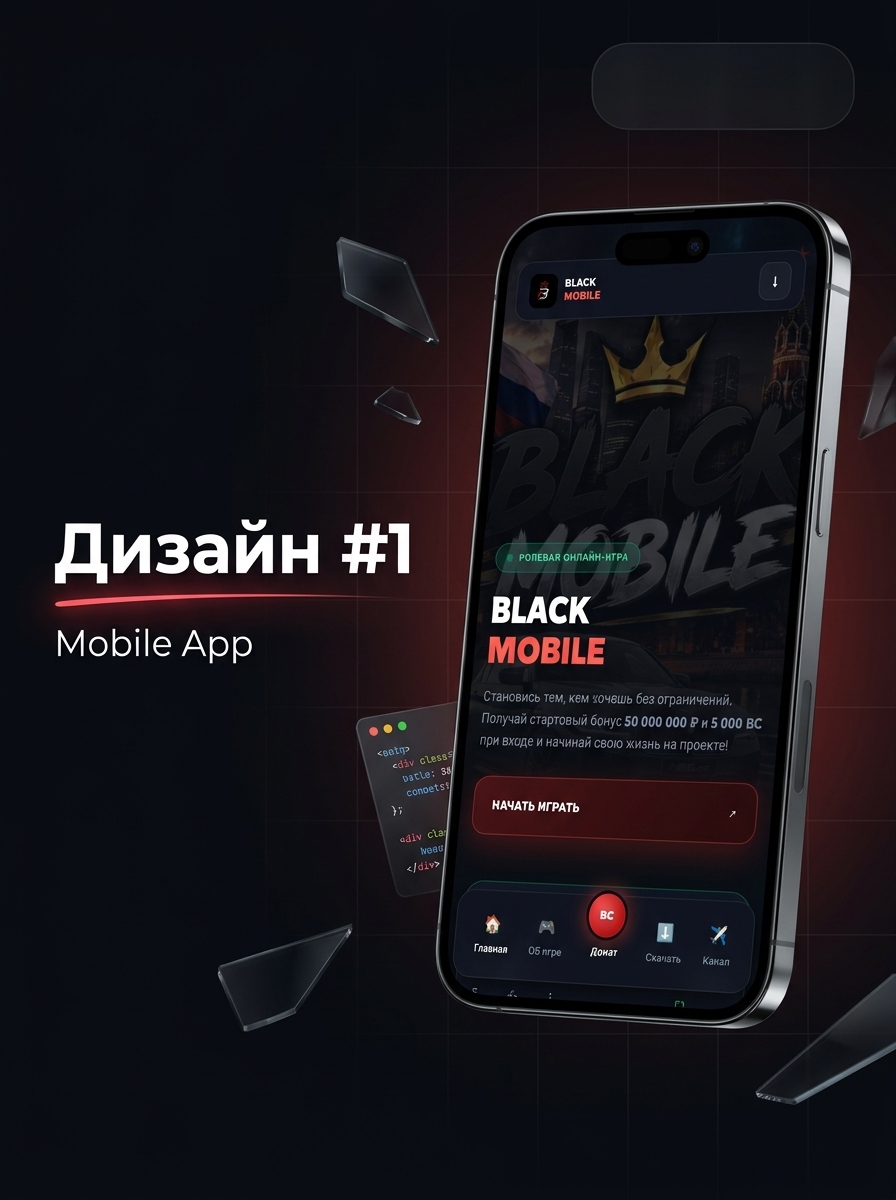 BLACK
MOBILE
BLACK
MOBILE
РОЛЕВАЯ ОНЛАЙН-ИГРА
BLACK
MOBILE
Становись тем, кем хочешь без ограничений.
Получай стартовый бонус 50 000 000 ₽ и 5 000 BC
при входе и начинай свою жизнь на проекте!
НАЧАТЬ ИГРАТЬ
BC
Главная
Об игре
Донат
Скачать
Канал
Дизайн #1
Mobile App
<div
</div>